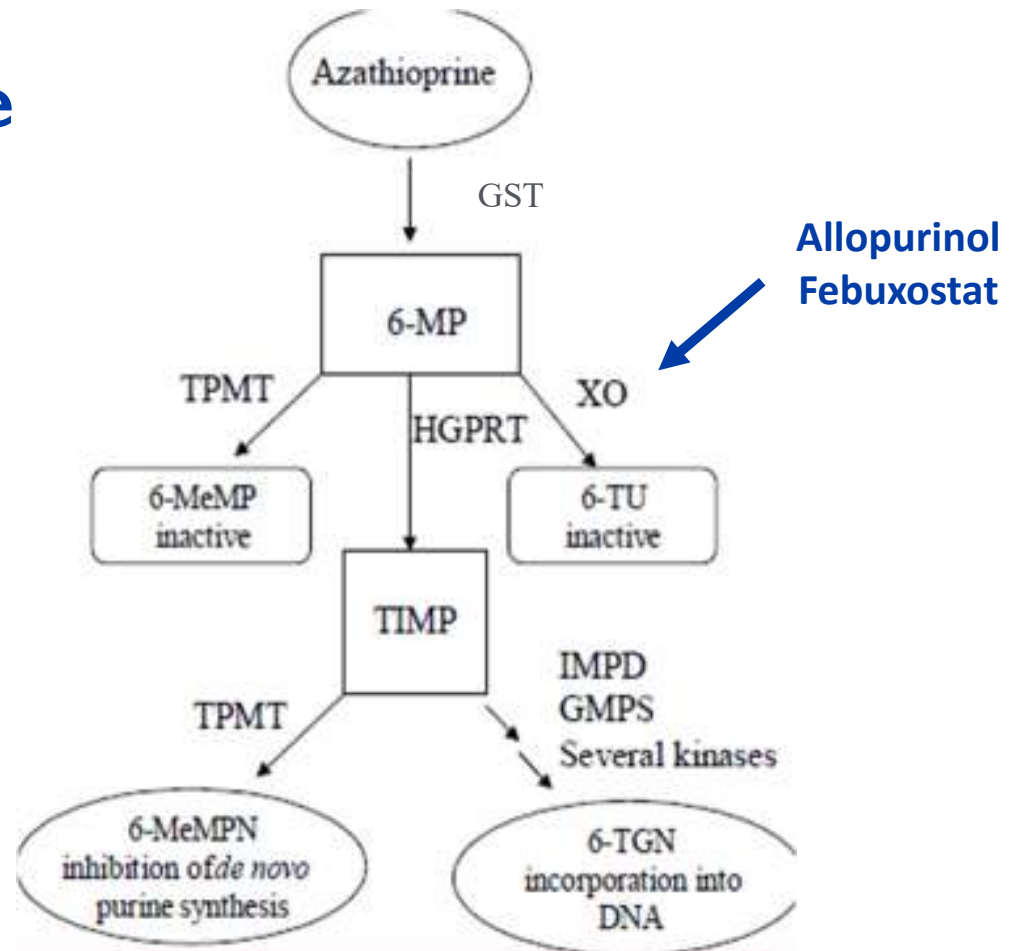 e
Azathioprine
GST
Allopurinol
Febuxostat
6-MP
TPMT
XO
HGPRT
6-MeMP
inactive
6-TU
inactive
TIMP
IMPD
GMPS
Several kinases
TPMT
6-MeMPN
inhibition ofde novo
purine synthesis
6-TGN
incorporation into
DNA